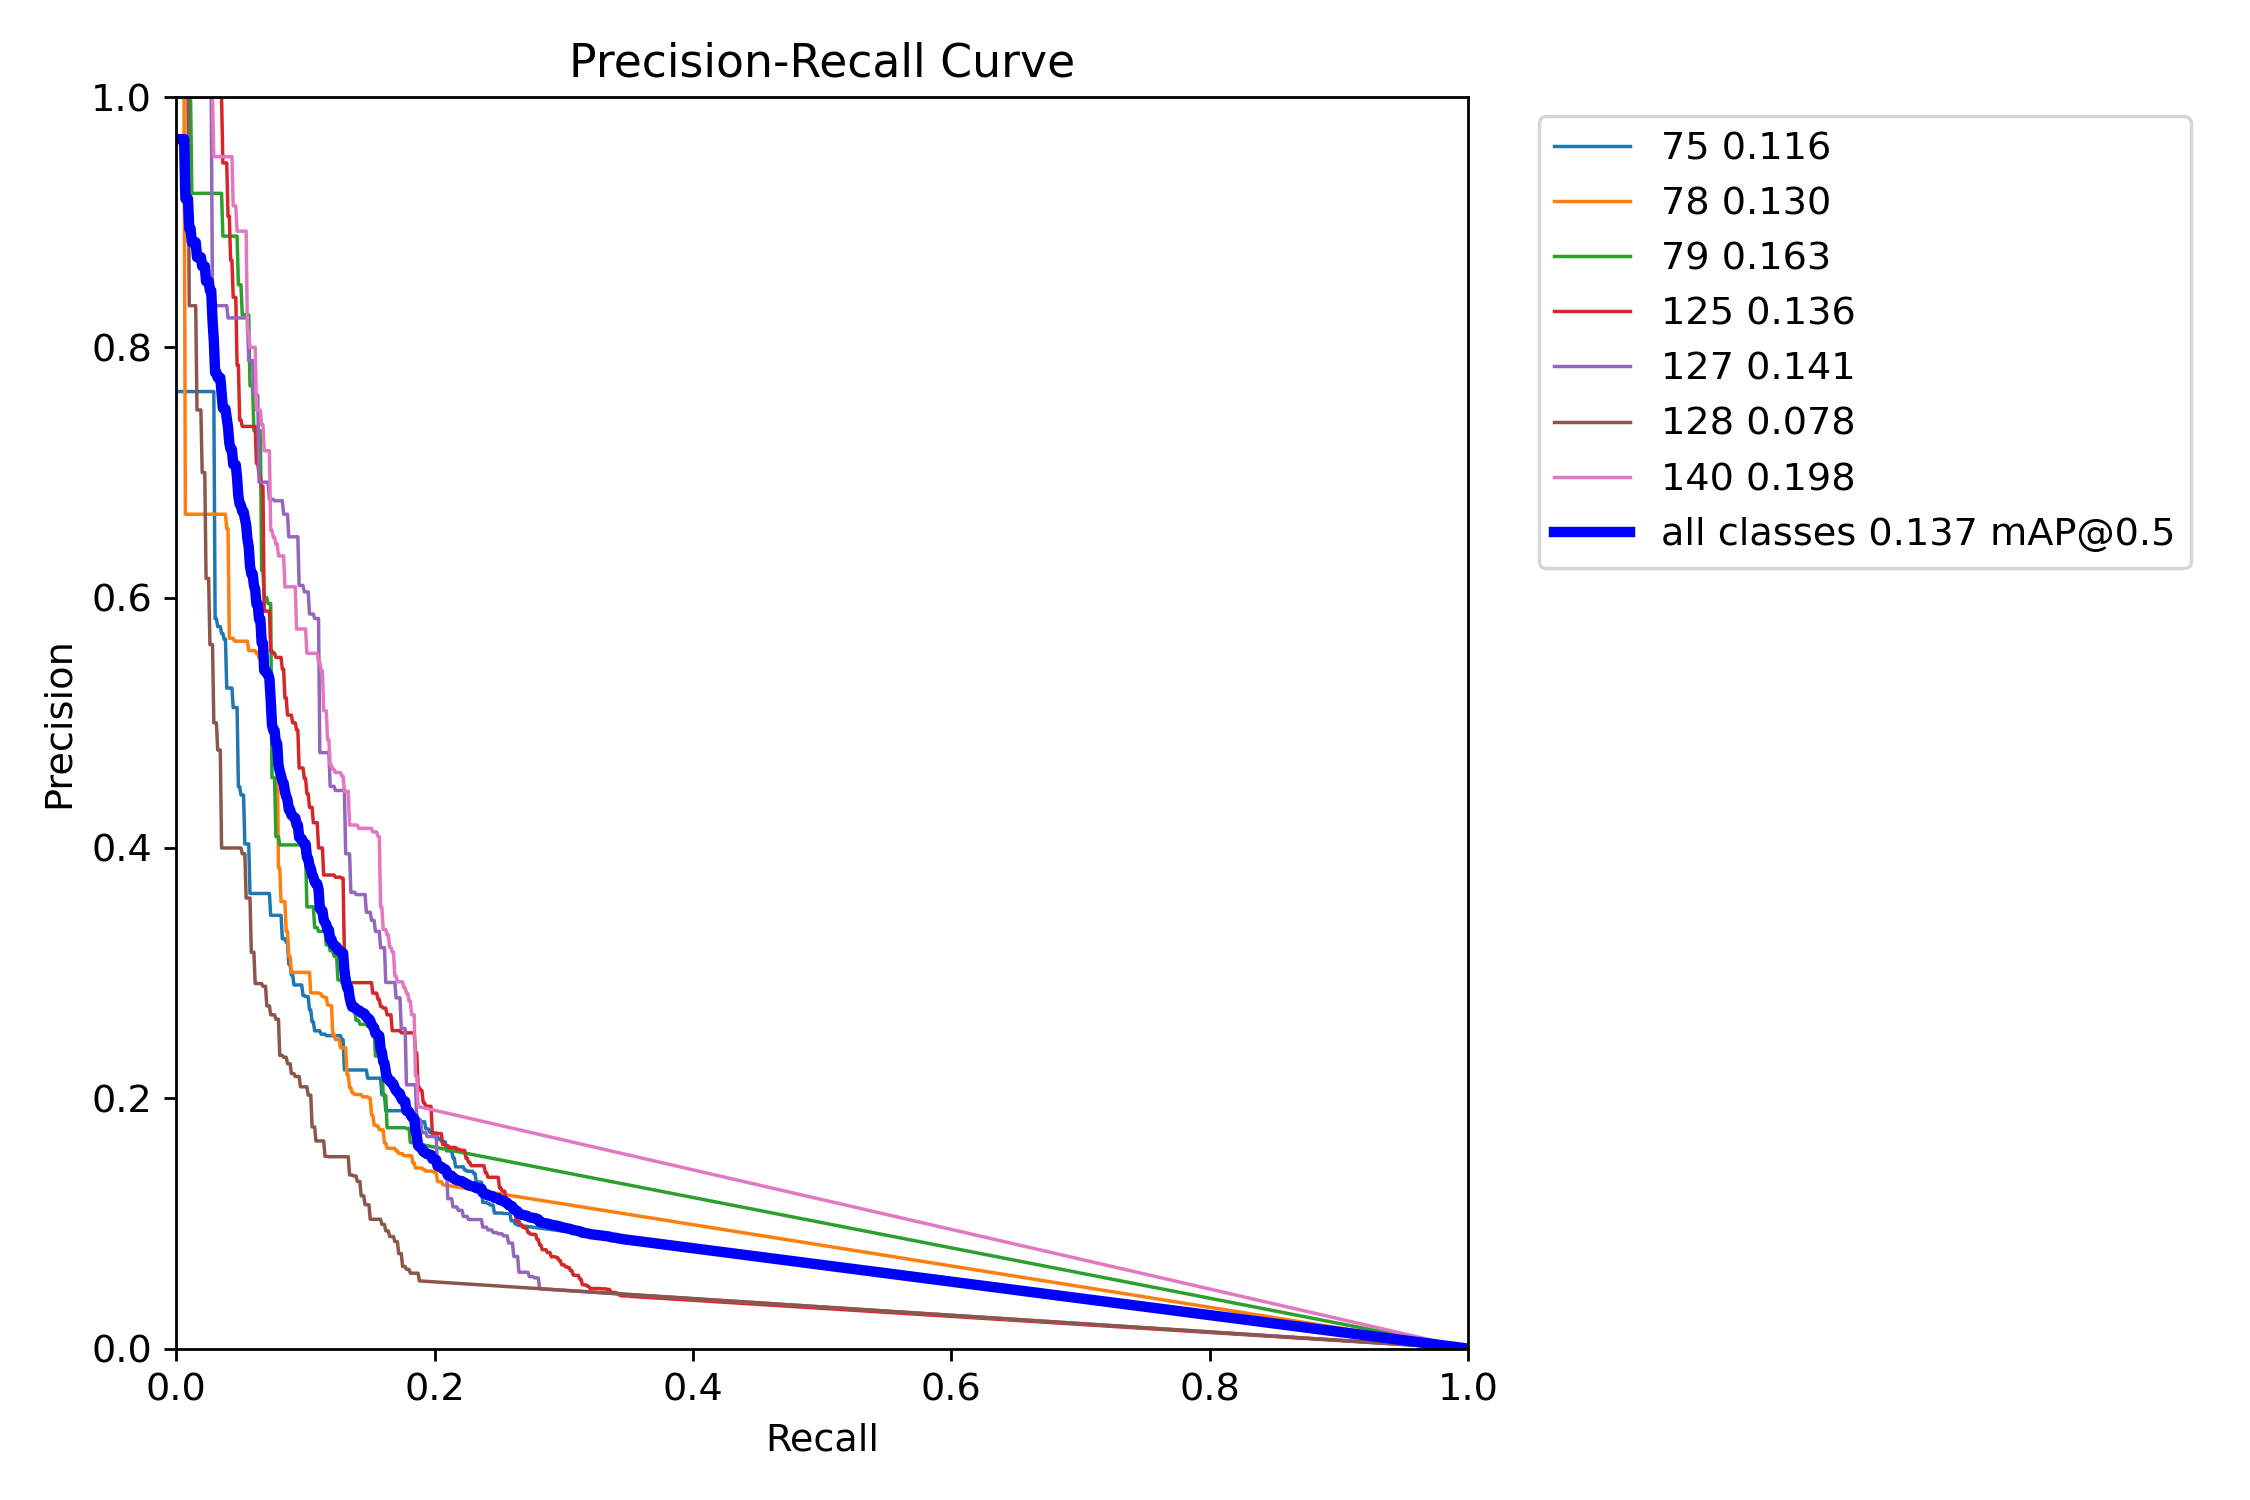 Precision-Recall Curve
1.0
0.8
0.6
0.4
0.2
0.0
Precision
0.0 0.2 0.4 0.6 0.8 1.0
Recall
75 0.116
78 0.130
79 0.163
125 0.136
127 0.141
128 0.078
140 0.198
all classes 0.137 mAP@0.5